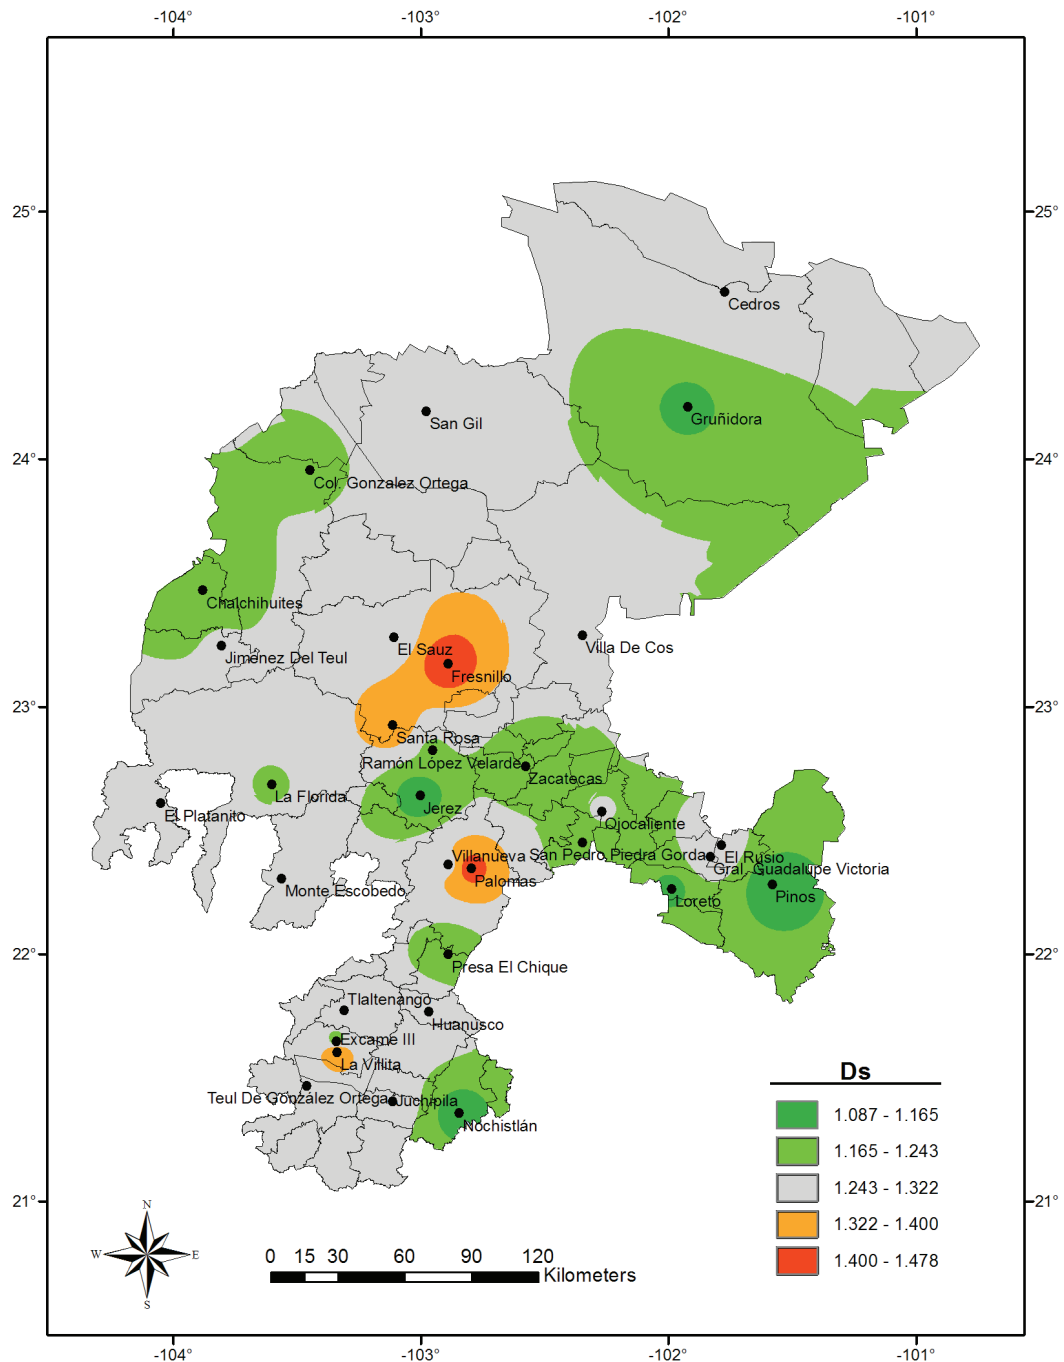 -104° -103° -102° -101°
25° 25°
Cedros
Gruñidora
San Gil
24° 24°
Col. Gonzalez Ortega
Chalchihuites
El Sauz
Villa De Cos
Jimenez Del Teul
Fresnillo
23° 23°
Santa Rosa
Ramón López Velarde
Zacatecas
La Florida
Jerez
El Platanito
Ojocaliente
Villanueva San Pedro Piedra Gorda El Rusio
Gral. Guadalupe Victoria
Palomas
Monte Escobedo
Loreto Pinos
22° 22°
Presa El Chique
Tlaltenango
Huanusco
Excame III
La Villita
Teul De González Ortega Juchipila
Nochistlán
21° 21°
Ds
1.087 - 1.165
1.165 - 1.243
1.243 - 1.322
1.322 - 1.400
1.400 - 1.478
N
W E
S
0 15 30 60 90 120
Kilometers
-104° -103° -102° -101°